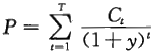 P = \sum_{t=1}^{T} \frac{C_t}{(1+y)^t}